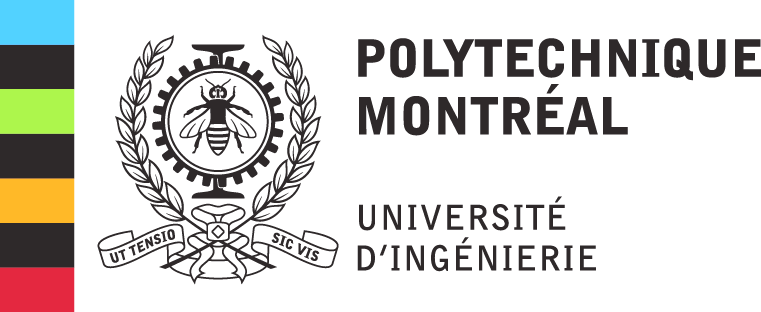 UT TENSIO
SIC VIS
POLYTECHNIQUE
MONTRÉAL
UNIVERSITÉ
D'INGÉNIERIE